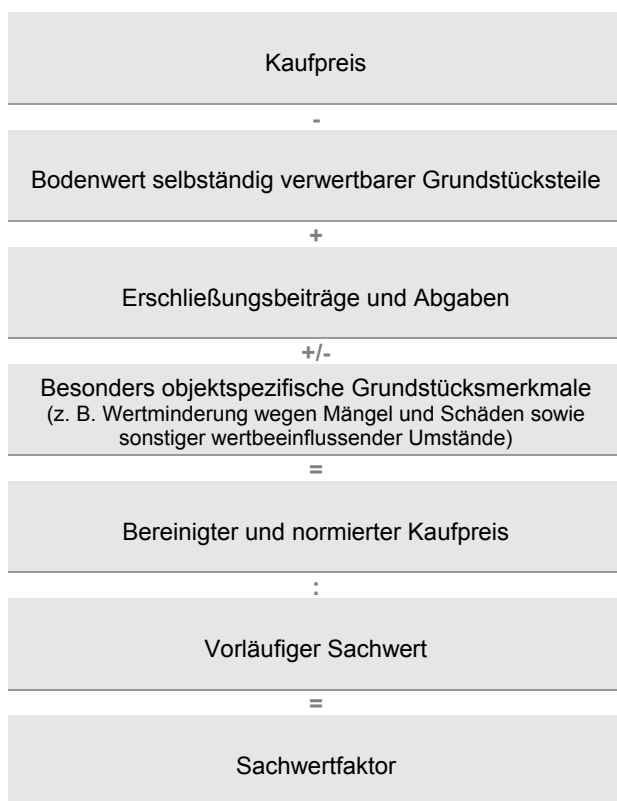 Kaufpreis
-
Bodenwert selbständig verwertbarer Grundstücksteile
+
Erschließungsbeiträge und Abgaben
+/-
Besonders objektspezifische Grundstücksmerkmale
(z. B. Wertminderung wegen Mängel und Schäden sowie
sonstiger wertbeeinflussender Umstände)
=
Bereinigter und normierter Kaufpreis
:
Vorläufiger Sachwert
=
Sachwertfaktor